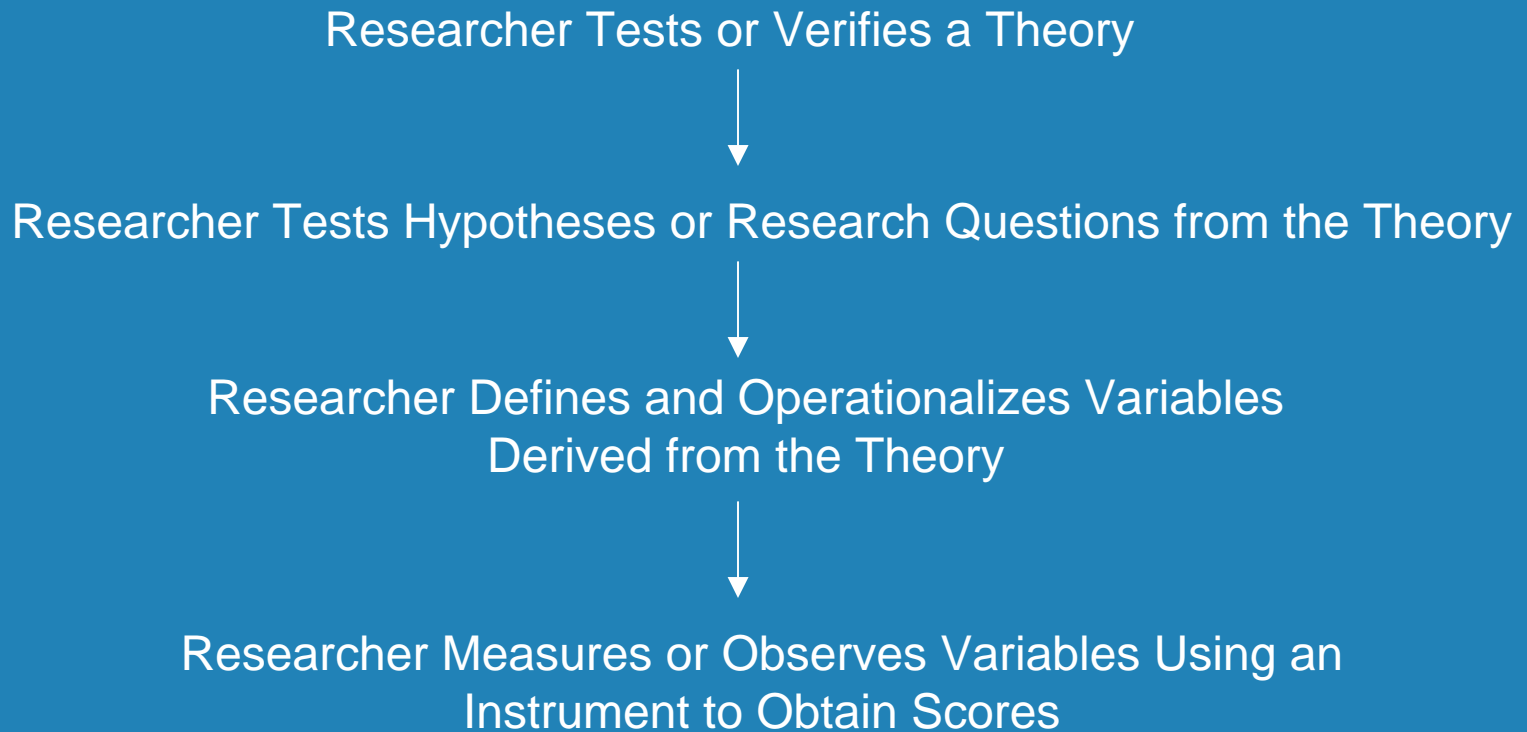 Researcher Tests or Verifies a Theory
Researcher Tests Hypotheses or Research Questions from the Theory
Researcher Defines and Operationalizes Variables
Derived from the Theory
Researcher Measures or Observes Variables Using an
Instrument to Obtain Scores